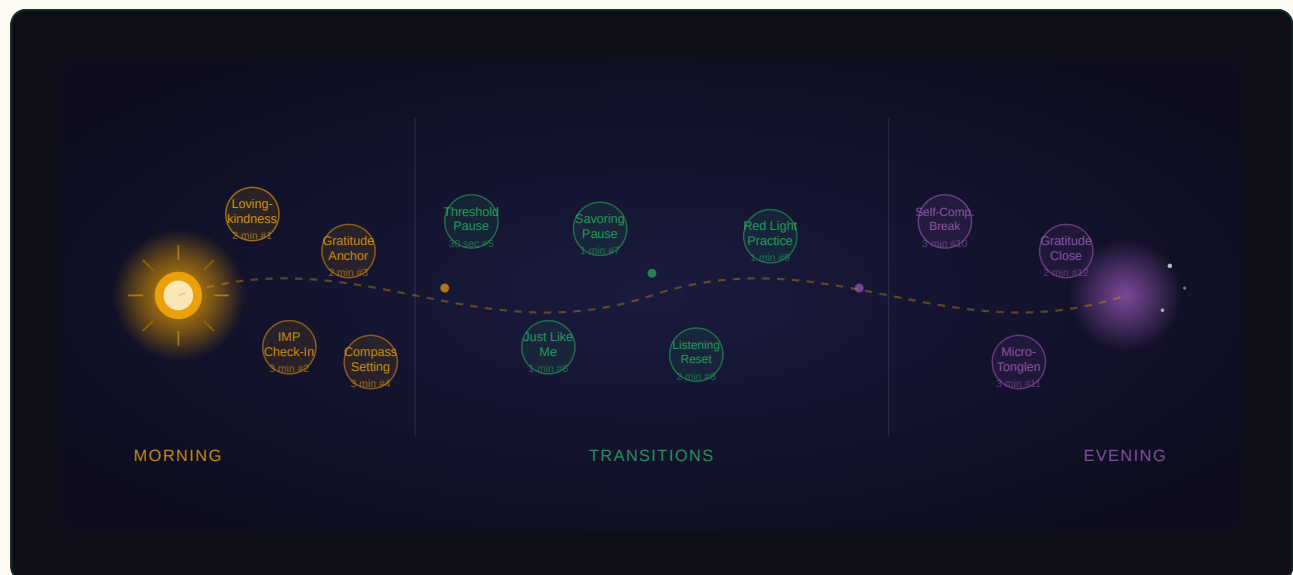 Loving-
kindness
2 min #1
IMP
Check-In
3 min #2
Gratitude
Anchor
2 min #3
Compass
Setting
3 min #4
Threshold
Pause
30 sec #5
Just Like
Me
1 min #6
Savoring
Pause
1 min #7
Listening
Reset
2 min #8
Red Light
Practice
1 min #9
Self-Comp.
Break
3 min #10
Micro-
Tonglen
3 min #11
Gratitude
Close
2 min #12
MORNING
TRANSITIONS
EVENING